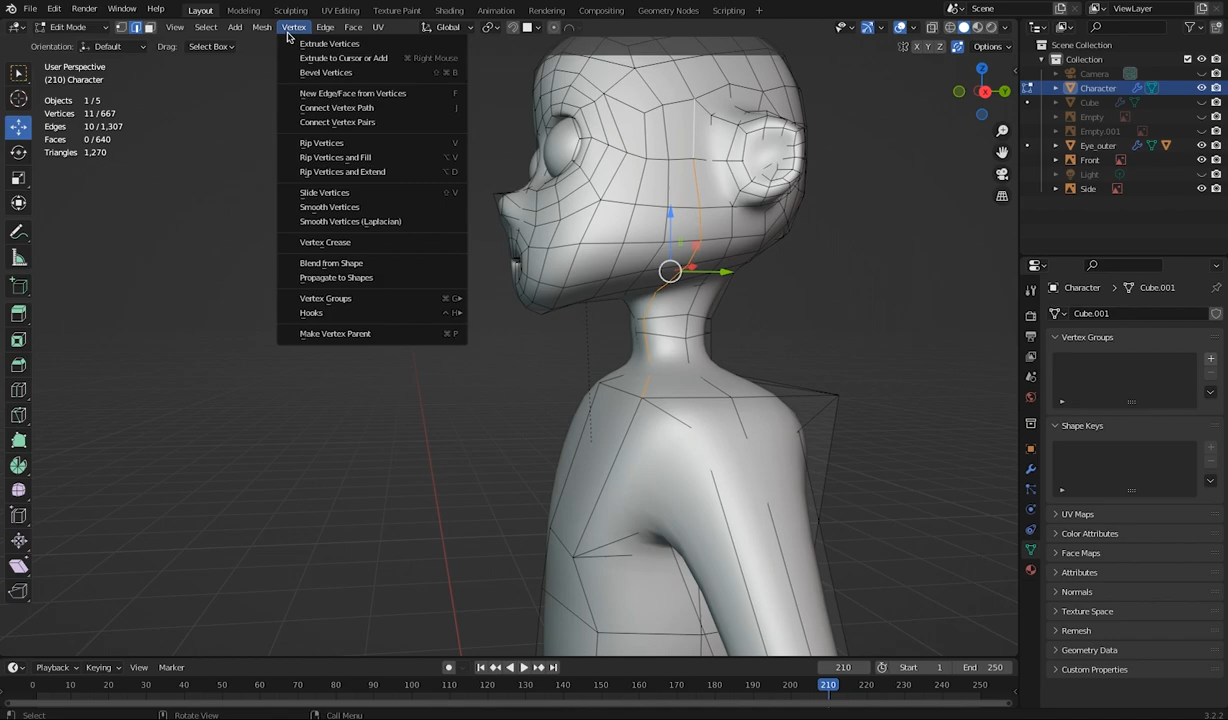 File Edit Render Window Help Layout Modeling Sculpting UV Editing Texture Paint Shading Animation Rendering Compositing Geometry Nodes Scripting Scene ViewLayer
Edit Mode View Select Add Mesh Vertex Edge Face UV Global
Orientation: Default Drag: Select Box X Y Z Options
User Perspective
(210) Character
Objects 1/5
Vertices 11/667
Edges 10/1,307
Faces 0/640
Triangles 1,270
Extrude Vertices
Extrude to Cursor or Add ⌘ Right Mouse
Bevel Vertices ⇧ ⌘ B
New Edge/Face from Vertices F
Connect Vertex Path J
Connect Vertex Pairs
Rip Vertices V
Rip Vertices and Fill ⌥ V
Rip Vertices and Extend ⌥ D
Slide Vertices ⇧ V
Smooth Vertices
Smooth Vertices (Laplacian)
Vertex Crease
Blend from Shape
Propagate to Shapes
Vertex Groups ⌘ G
Hooks ^ H
Make Vertex Parent ⌘ P
Z
X
Y
Scene Collection
Collection
Camera
Character
Cube
Empty
Empty.001
Eye_outer
Front
Light
Side
Character Cube.001
Cube.001
Vertex Groups
Shape Keys
UV Maps
Color Attributes
Face Maps
Attributes
Normals
Texture Space
Remesh
Geometry Data
Custom Properties
Playback Keying View Marker 210 Start 1 End 250
0 10 20 30 40 50 60 70 80 90 100 110 120 130 140 150 160 170 180 190 200 210 220 230 240 250
Select Rotate View Call Menu 3.2.2